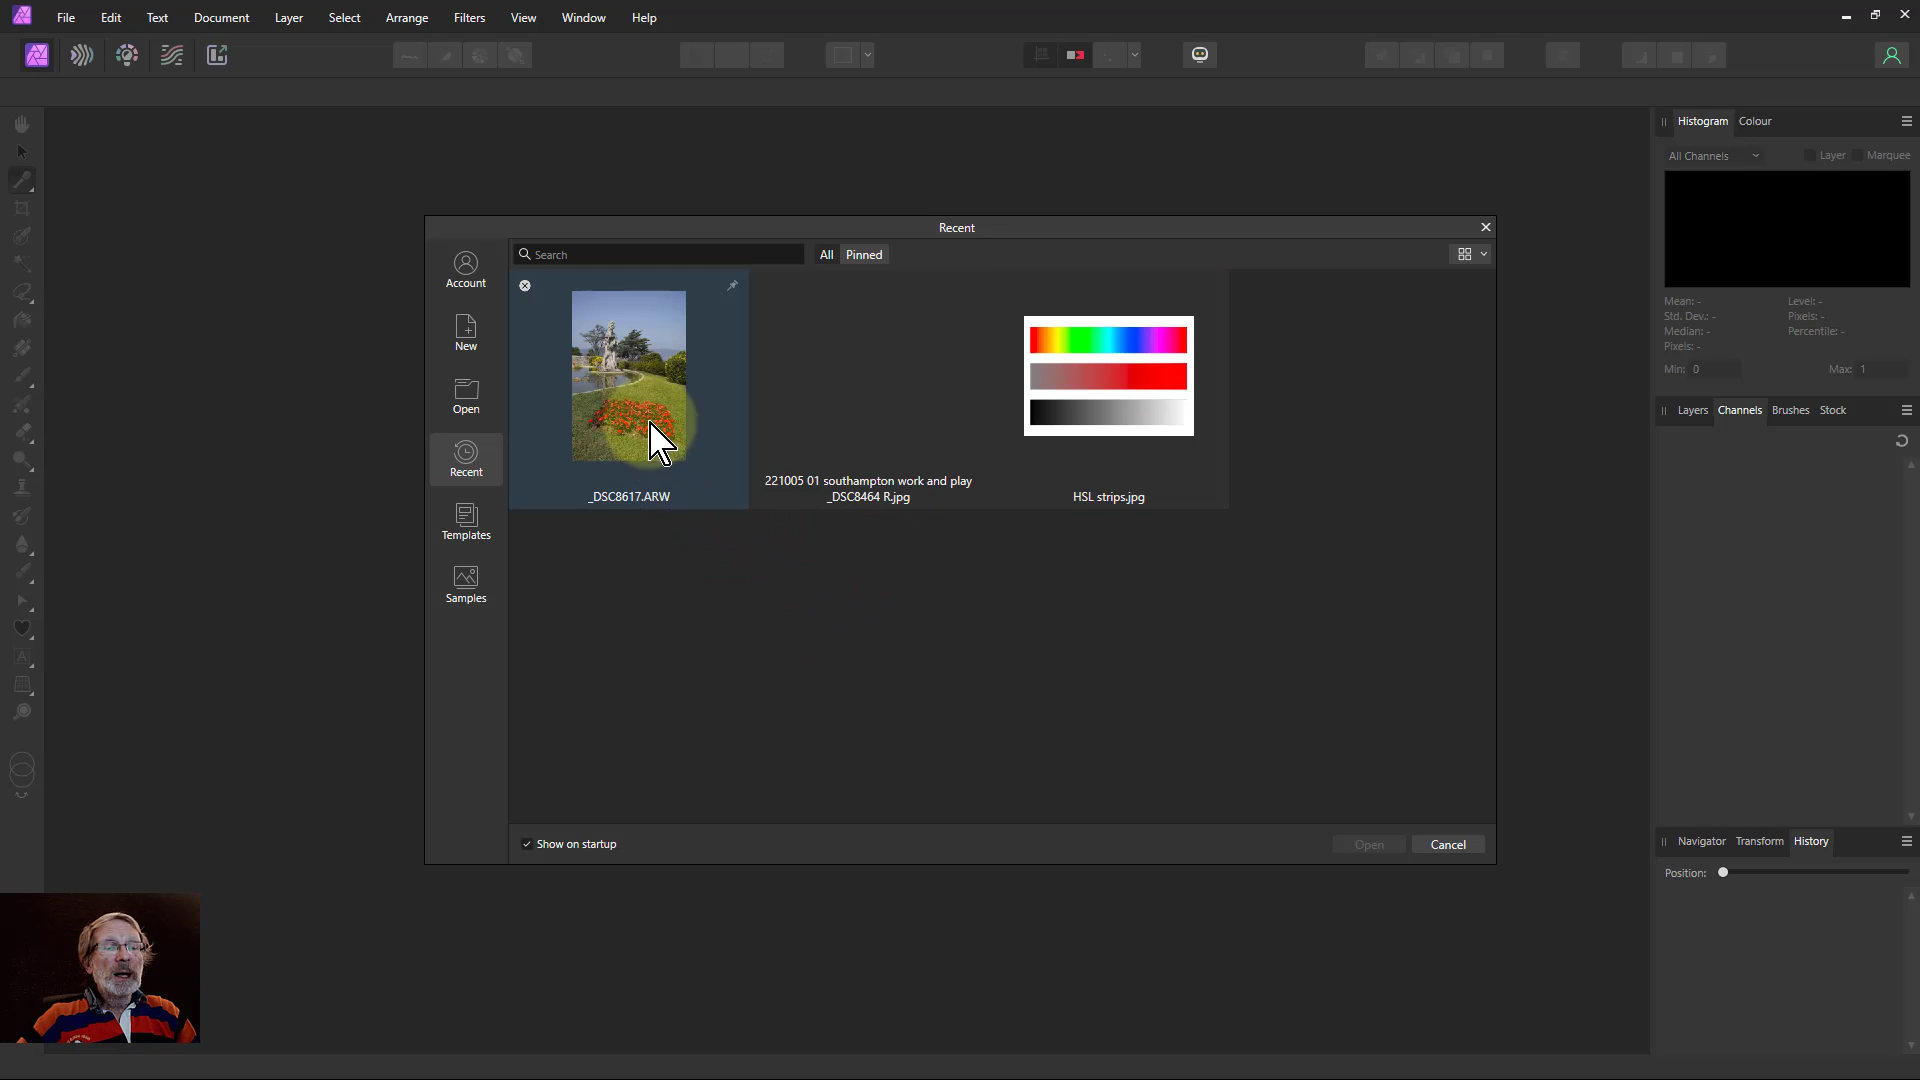 File Edit Text Document Layer Select Arrange Filters View Window Help
Histogram Colour
All Channels Layer Marquee
Mean: - Level: -
Std. Dev.: - Pixels: -
Median: - Percentile: -
Pixels: -
Min: 0 Max: 1
Layers Channels Brushes Stock
Navigator Transform History
Position:
Recent
Search All Pinned
Account
New
Open
Recent
Templates
Samples
_DSC8617.ARW
221005 01 southampton work and play
_DSC8464 R.jpg
HSL strips.jpg
Show on startup
Open Cancel